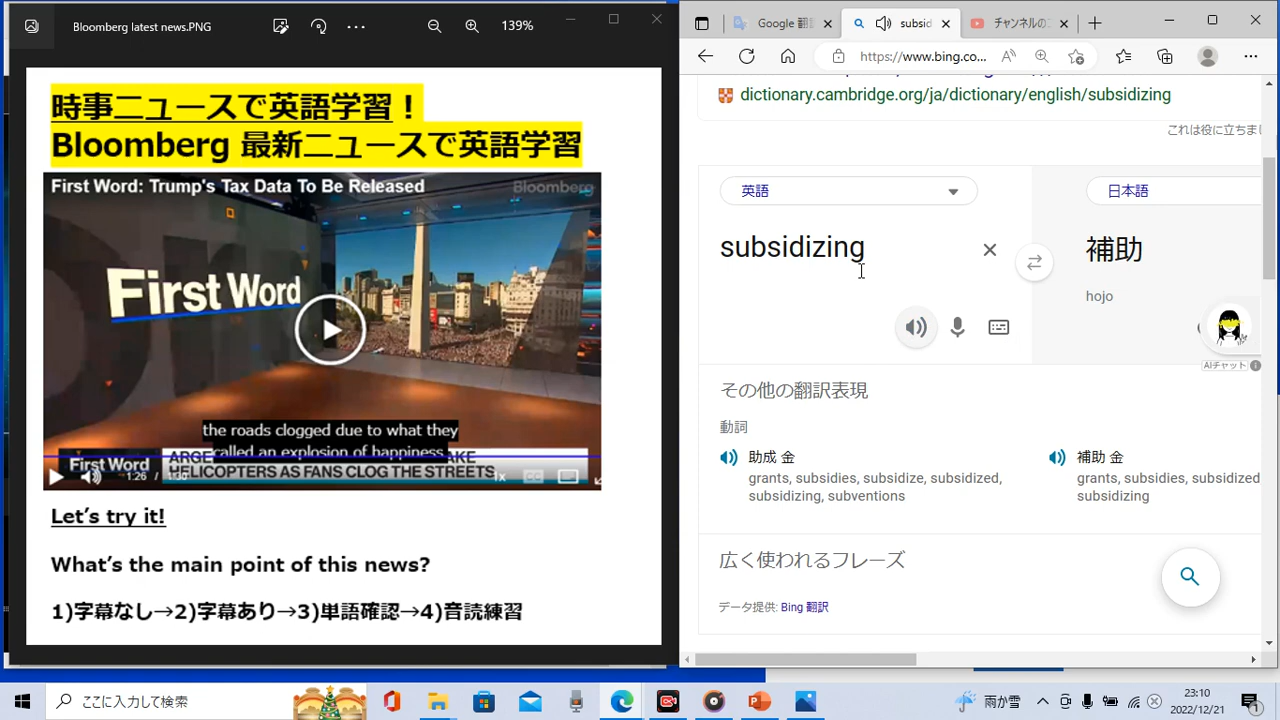 Bloomberg latest news.PNG
139%
時事ニュースで英語学習！
Bloomberg 最新ニュースで英語学習
First Word: Trump's Tax Data To Be Released
Bloomberg
First Word
the roads clogged due to what they
called an explosion of happiness.
First Word
HELICOPTERS AS FANS CLOG THE STREETS
1:26 / 1:30
1x
CC
Let's try it!
What's the main point of this news?
1)字幕なし→2)字幕あり→3)単語確認→4)音読練習
Google 翻訳
subsid
チャンネルのコ
https://www.bing.co...
dictionary.cambridge.org/ja/dictionary/english/subsidizing
これは役に立ちまし
英語
日本語
subsidizing
補助
hojo
AIチャット
その他の翻訳表現
動詞
助成 金
grants, subsidies, subsidize, subsidized,
subsidizing, subventions
補助 金
grants, subsidies, subsidized
subsidizing
広く使われるフレーズ
データ提供: Bing 翻訳
ここに入力して検索
雨か雪
23:10
2022/12/21
1